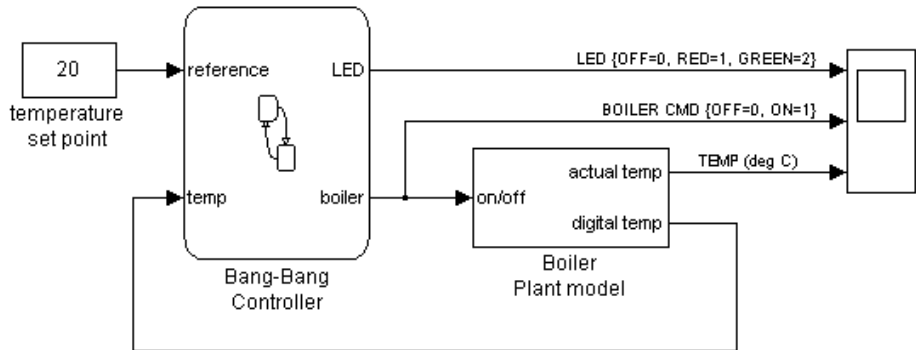 20
temperature
set point
reference
LED
temp
boiler
Bang-Bang
Controller
LED {OFF=0, RED=1, GREEN=2}
BOILER CMD {OFF=0, ON=1}
TEMP (deg C)
on/off
actual temp
digital temp
Boiler
Plant model